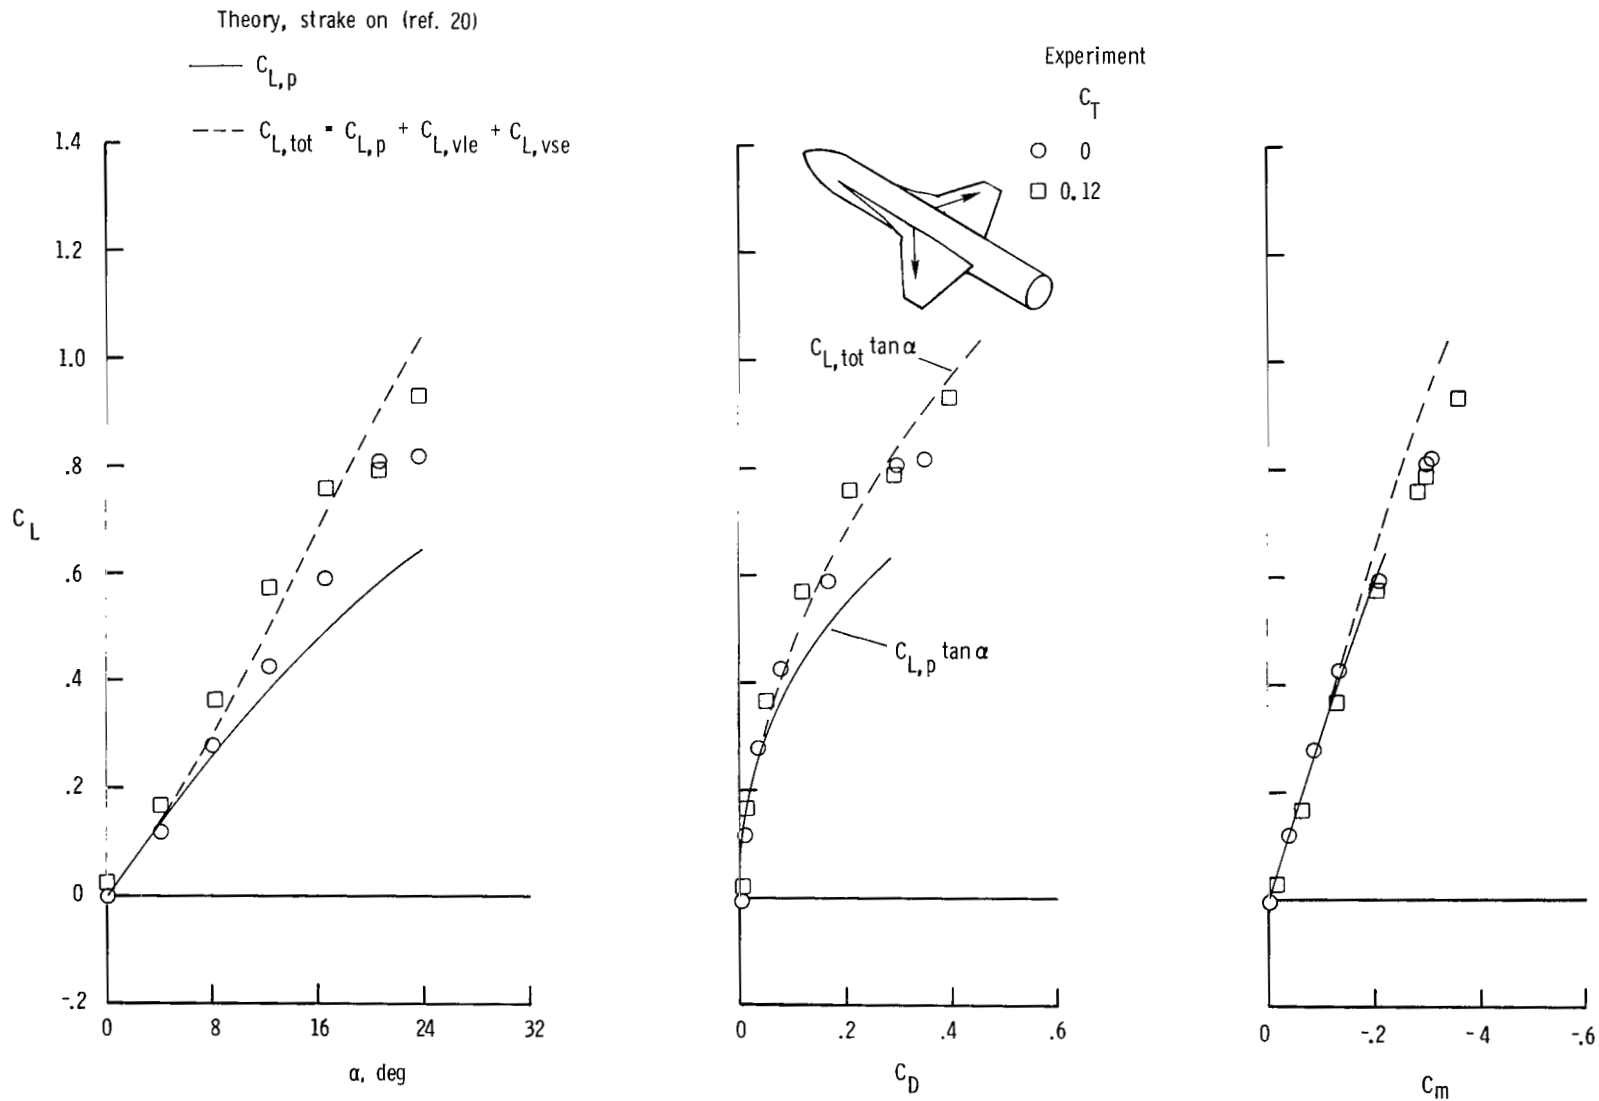 Theory, strake on (ref. 20)
C_L,p
C_L,tot = C_L,p + C_L,vle + C_L,vse
Experiment
C_T
0
0.12
1.4
1.2
1.0
.8
.6
.4
.2
0
-.2
C_L
0 8 16 24 32
α, deg
C_L,tot tan α
C_L,p tan α
0 .2 .4 .6
C_D
0 -.2 -.4 -.6
C_m